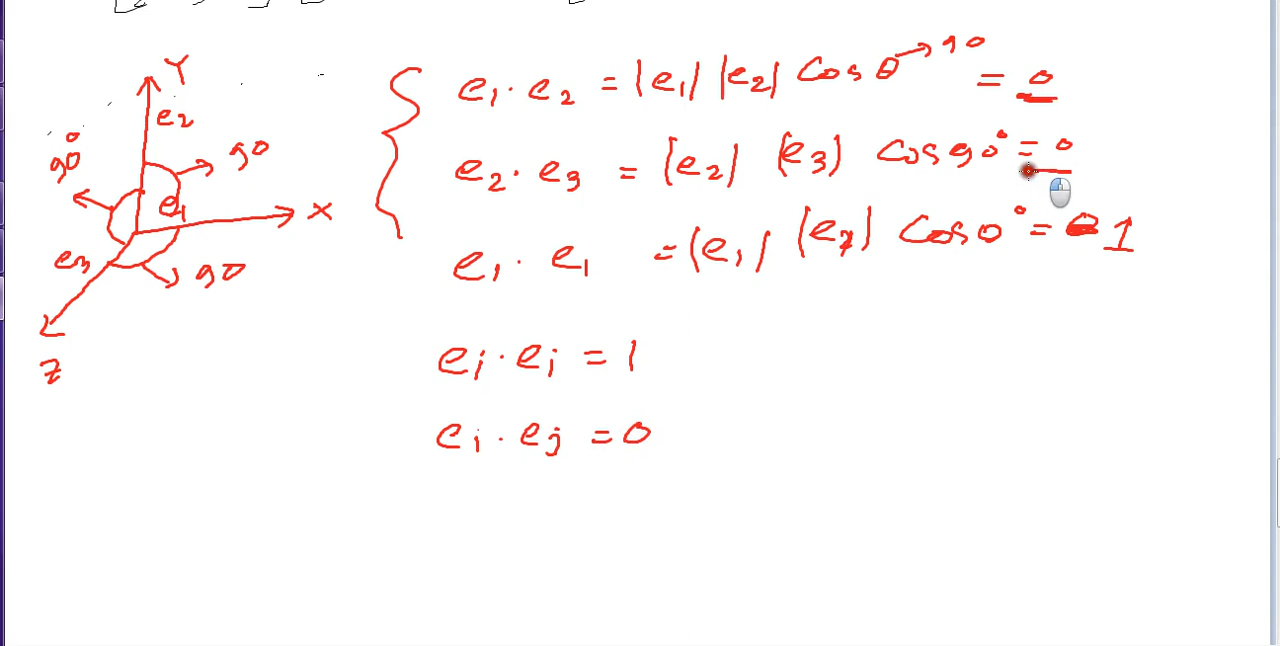 Y
e2
90°
90
e1
X
e3
90
Z
e1 · e2 = |e1| |e2| Cos θ → 90 = 0
e2 · e3 = |e2| |e3| Cos 90° = 0
e1 · e1 = |e1| |e1| Cos 0° = 1
ei · ei = 1
ei · ej = 0